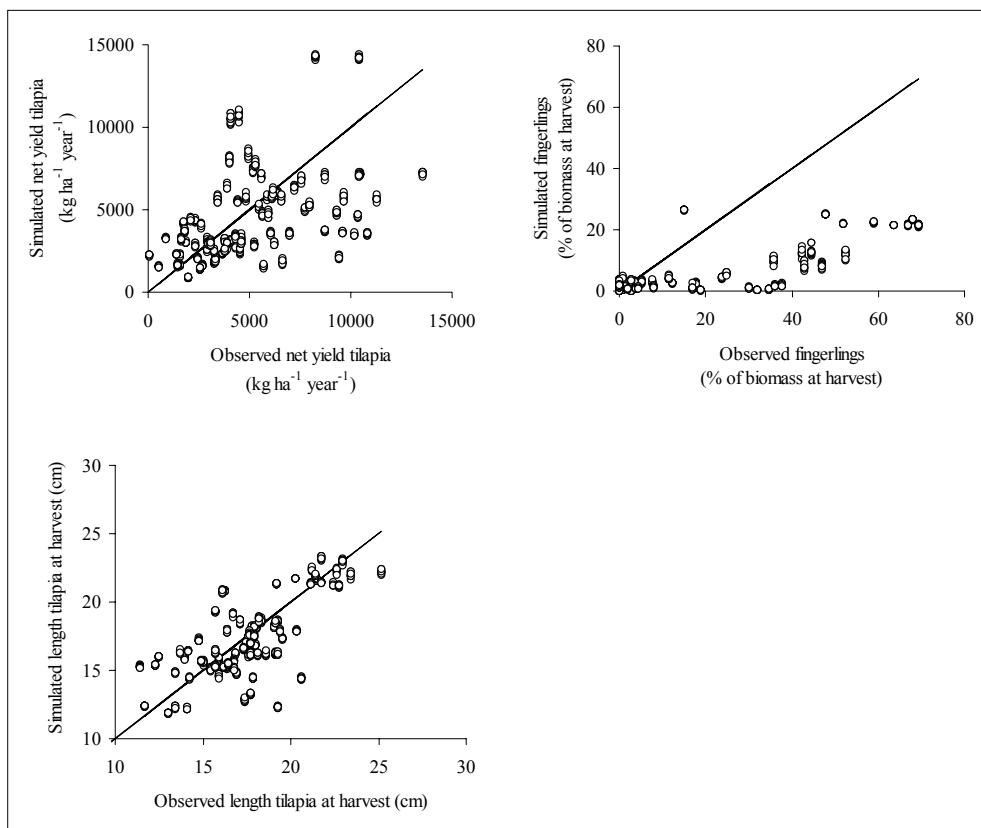 Simulated net yield tilapia
(kg ha⁻¹ year⁻¹)
15000
10000
5000
0
0 5000 10000 15000
Observed net yield tilapia
(kg ha⁻¹ year⁻¹)
Simulated fingerlings
(% of biomass at harvest)
80
60
40
20
0
0 20 40 60 80
Observed fingerlings
(% of biomass at harvest)
Simulated length tilapia at harvest (cm)
30
25
20
15
10
10 15 20 25 30
Observed length tilapia at harvest (cm)